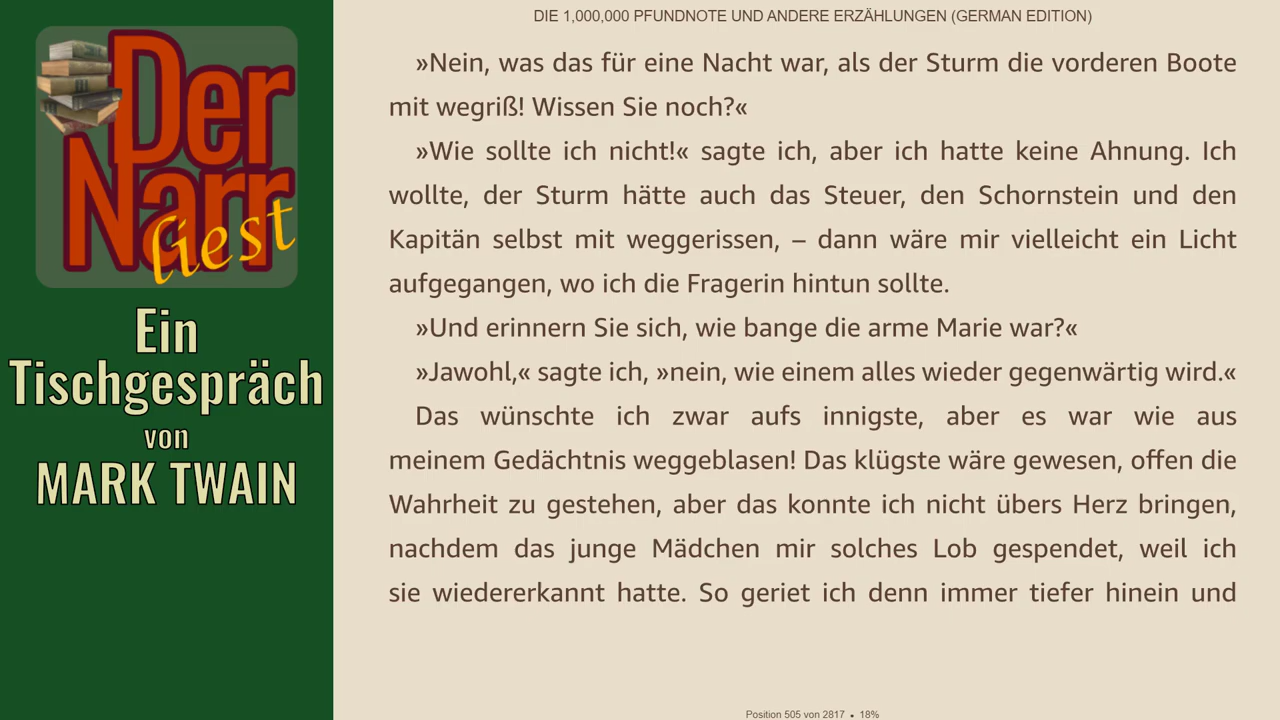 Der
Narr
liest
Ein
Tischgespräch
von
MARK TWAIN
DIE 1,000,000 PFUNDNOTE UND ANDERE ERZÄHLUNGEN (GERMAN EDITION)
»Nein, was das für eine Nacht war, als der Sturm die vorderen Boote
mit wegriß! Wissen Sie noch?«
»Wie sollte ich nicht!« sagte ich, aber ich hatte keine Ahnung. Ich
wollte, der Sturm hätte auch das Steuer, den Schornstein und den
Kapitän selbst mit weggerissen, – dann wäre mir vielleicht ein Licht
aufgegangen, wo ich die Fragerin hintun sollte.
»Und erinnern Sie sich, wie bange die arme Marie war?«
»Jawohl,« sagte ich, »nein, wie einem alles wieder gegenwärtig wird.«
Das wünschte ich zwar aufs innigste, aber es war wie aus
meinem Gedächtnis weggeblasen! Das klügste wäre gewesen, offen die
Wahrheit zu gestehen, aber das konnte ich nicht übers Herz bringen,
nachdem das junge Mädchen mir solches Lob gespendet, weil ich
sie wiedererkannt hatte. So geriet ich denn immer tiefer hinein und
Position 505 von 2817 • 18%